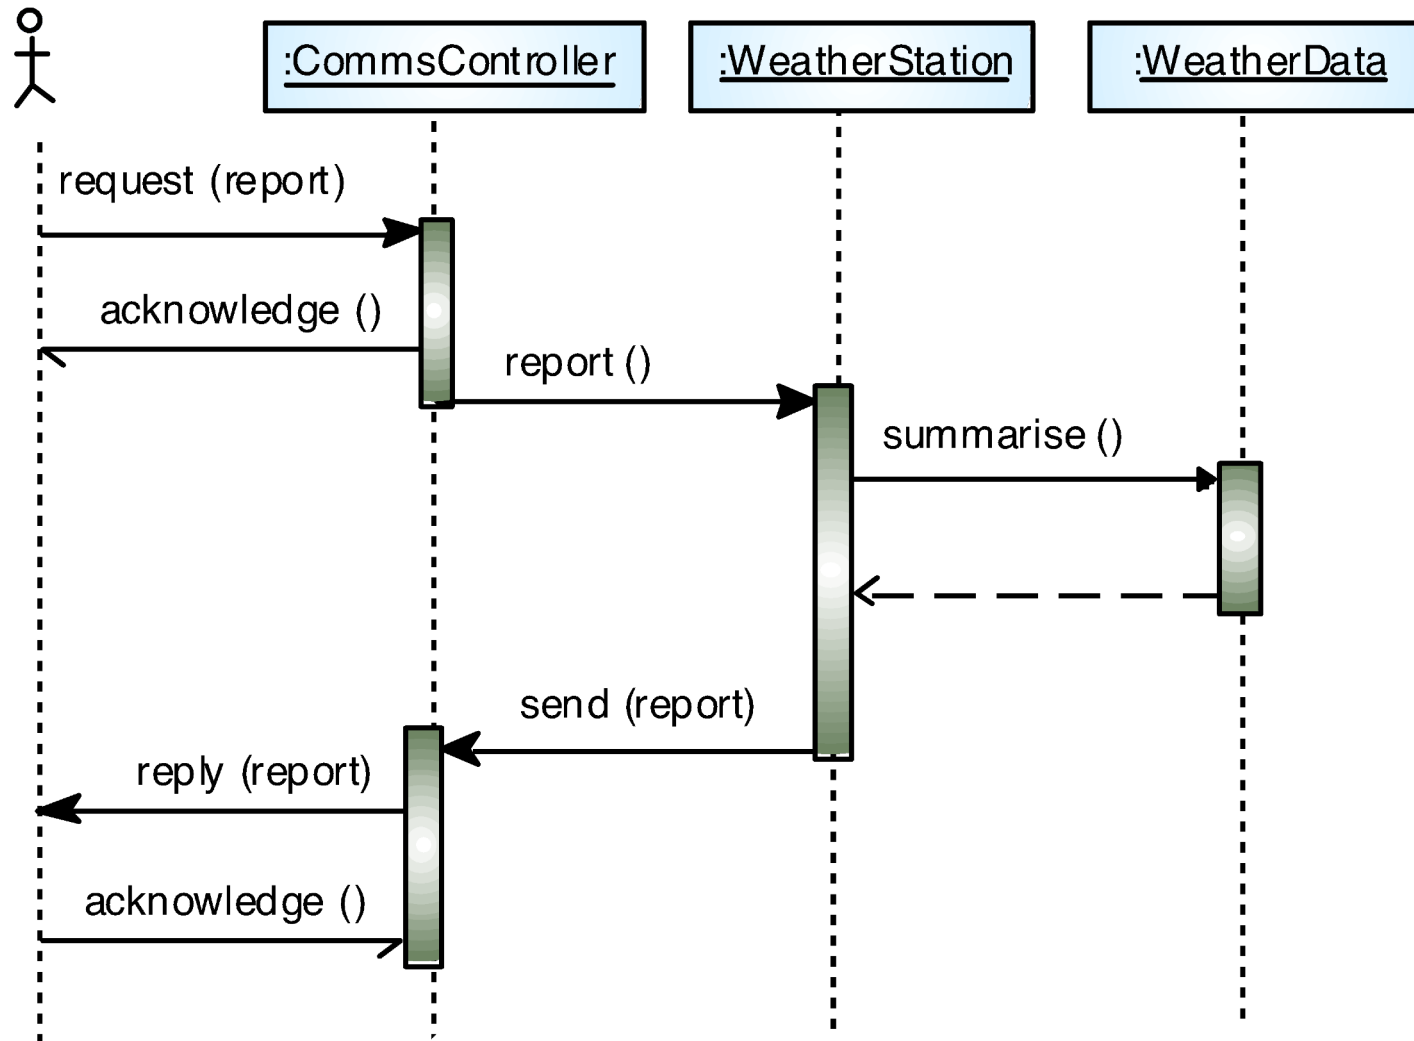 :CommsController
:WeatherStation
:WeatherData
request (report)
acknowledge ()
report ()
summarise ()
send (report)
reply (report)
acknowledge ()